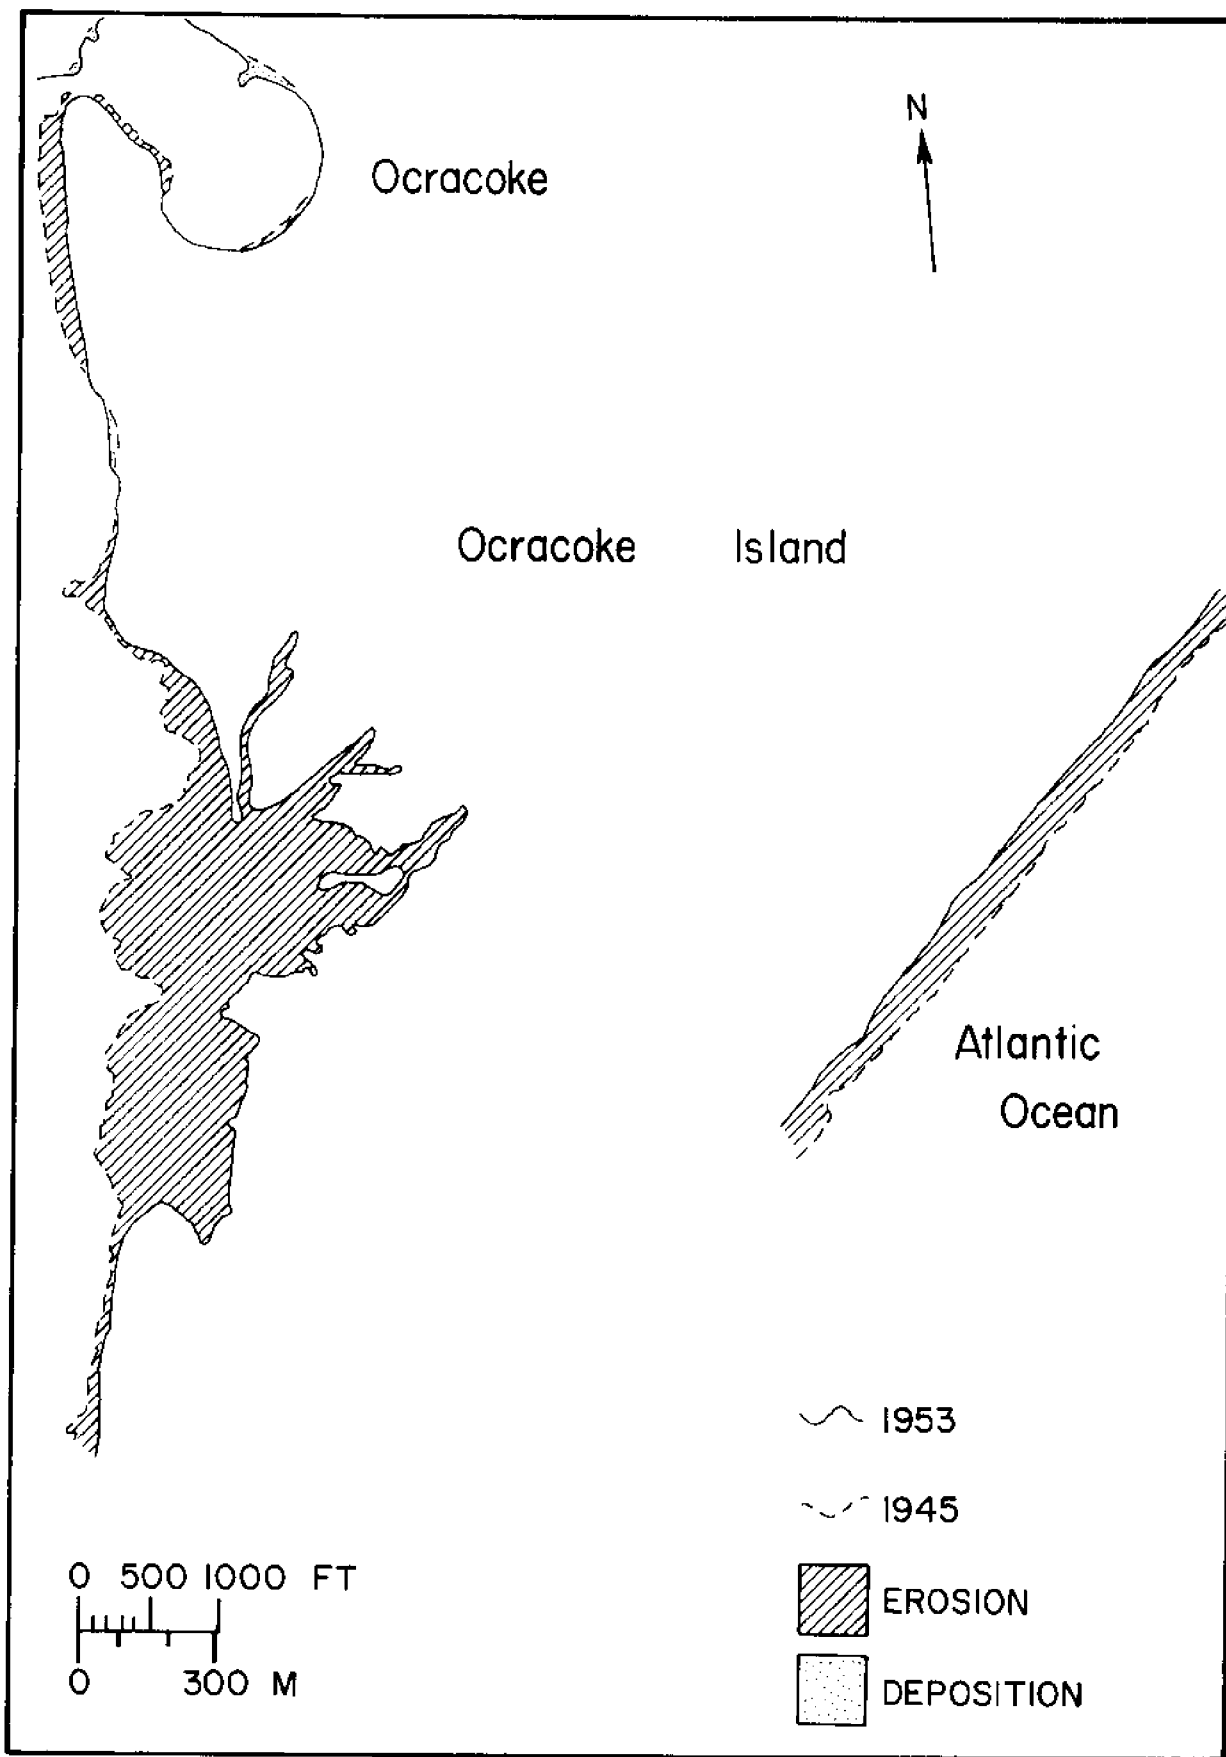 N
Ocracoke
Ocracoke Island
Atlantic
Ocean
1953
1945
0 500 1000 FT
EROSION
0 300 M
DEPOSITION